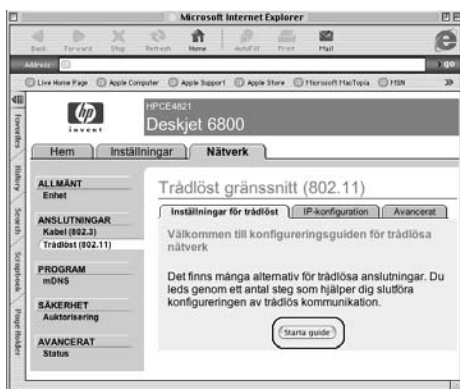 Microsoft Internet Explorer
Back Forward Stop Refresh Home AutoFill Print Mail
Address
go
Live Home Page Apple Computer Apple Support Apple Store Microsoft MacTopia MSN
Favorites
History
Search
Scrapbook
Page Holder
hp
invent
HPCE4821
Deskjet 6800
Hem Inställningar Nätverk
ALLMÄNT
Enhet
ANSLUTNINGAR
Kabel (802.3)
Trådlöst (802.11)
PROGRAM
mDNS
SÄKERHET
Auktorisering
AVANCERAT
Status
Trådlöst gränssnitt (802.11)
Inställningar för trådlöst IP-konfiguration Avancerat
Välkommen till konfigureringsguiden för trådlösa
nätverk
Det finns många alternativ för trådlösa anslutningar. Du
leds genom ett antal steg som hjälper dig slutföra
konfigureringen av trådlös kommunikation.
Starta guide